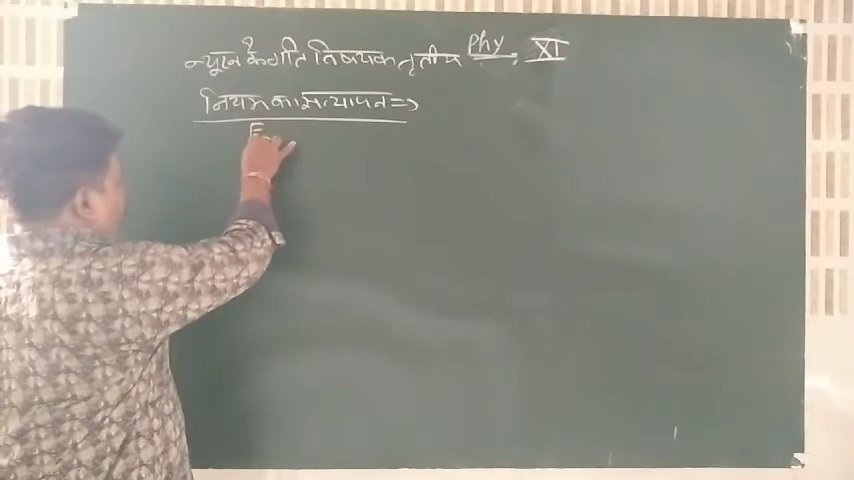 न्यूटन के गति विषयक तृतीय Phy. XI
नियम का सत्यापन =>
E